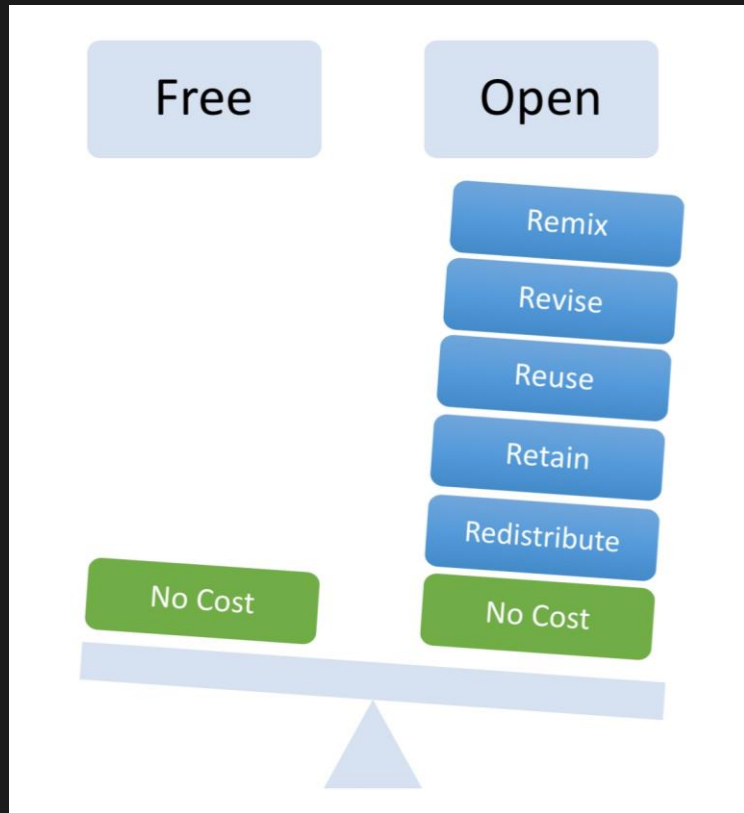 Free
Open
Remix
Revise
Reuse
Retain
Redistribute
No Cost
No Cost